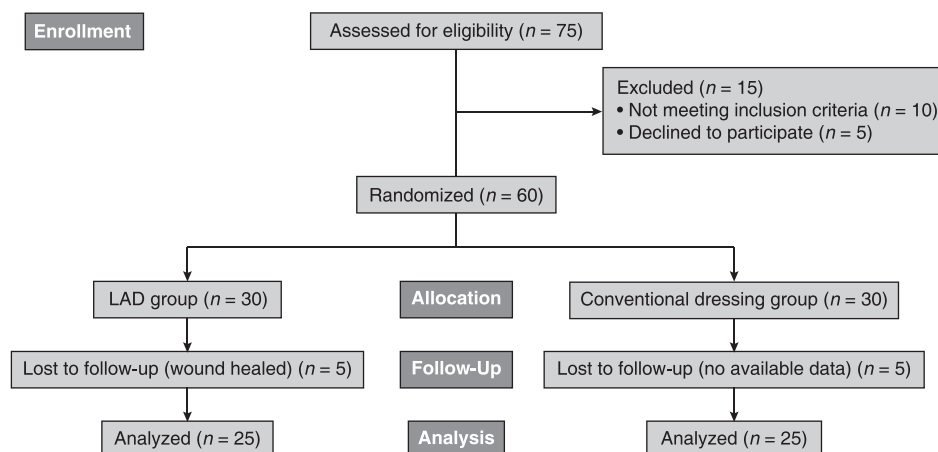 Enrollment
Assessed for eligibility (n = 75)
Excluded (n = 15)
• Not meeting inclusion criteria (n = 10)
• Declined to participate (n = 5)
Randomized (n = 60)
LAD group (n = 30)
Allocation
Conventional dressing group (n = 30)
Lost to follow-up (wound healed) (n = 5)
Follow-Up
Lost to follow-up (no available data) (n = 5)
Analyzed (n = 25)
Analysis
Analyzed (n = 25)